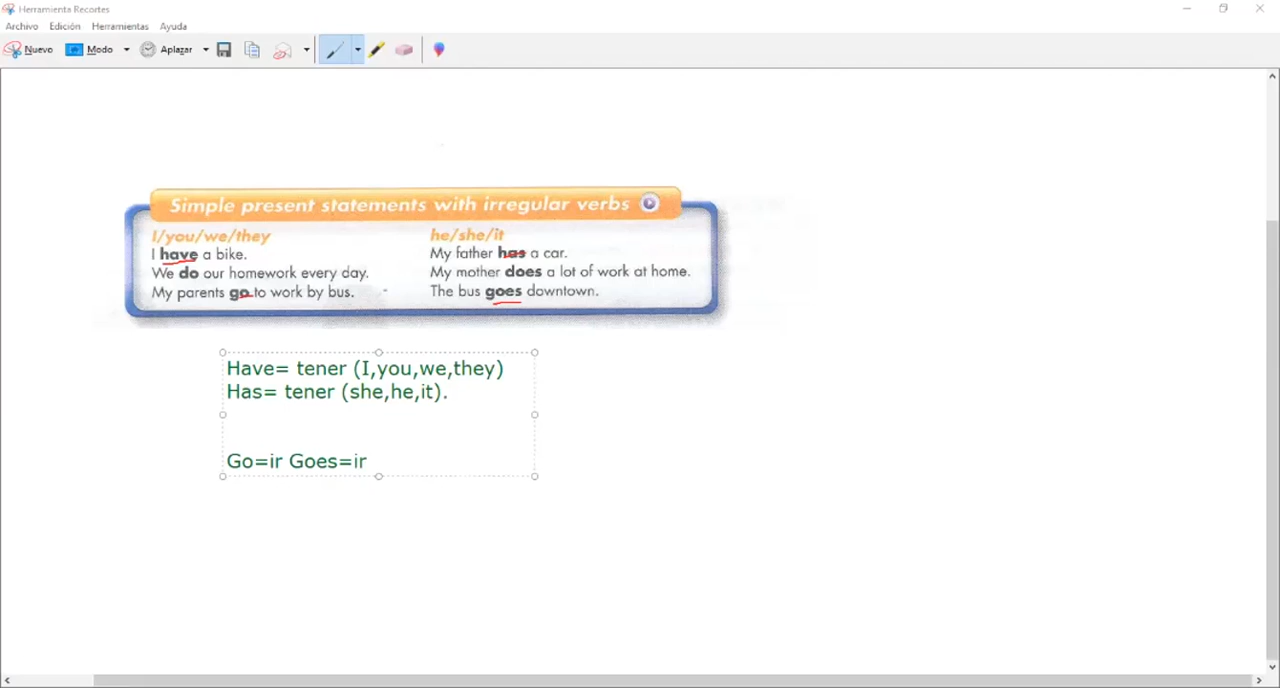 Herramienta Recortes
Archivo Edición Herramientas Ayuda
Nuevo Modo Aplazar
Simple present statements with irregular verbs
I/you/we/they he/she/it
I have a bike. My father has a car.
We do our homework every day. My mother does a lot of work at home.
My parents go to work by bus. The bus goes downtown.
Have= tener (I,you,we,they)
Has= tener (she,he,it).
Go=ir Goes=ir